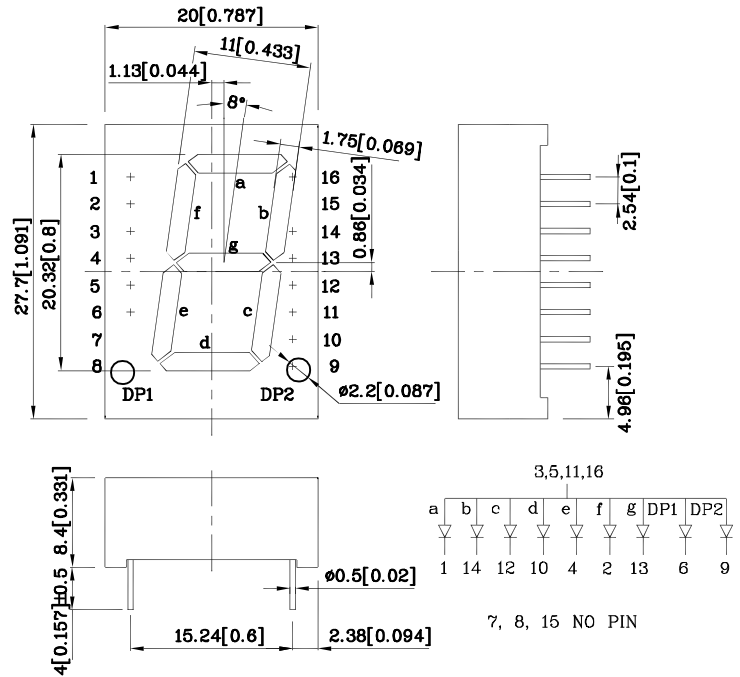 20[0.787]
11[0.433]
1.13[0.044]
8°
1.75[0.069]
27.7[1.091]
20.32[0.8]
0.86[0.034]
2.54[0.1]
4.96[0.195]
1 a 16
2 f b 15
3 14
4 g 13
5 12
6 e c 11
7 d 10
8 9
DP1 DP2
ø2.2[0.087]
8.4[0.331]
4[0.157]±0.5
ø0.5[0.02]
15.24[0.6]
2.38[0.094]
3,5,11,16
a b c d e f g DP1 DP2
1 14 12 10 4 2 13 6 9
7, 8, 15 NO PIN